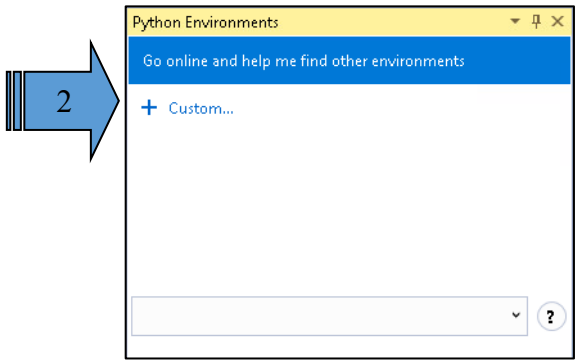 Python Environments
Go online and help me find other environments
2
+ Custom...
?